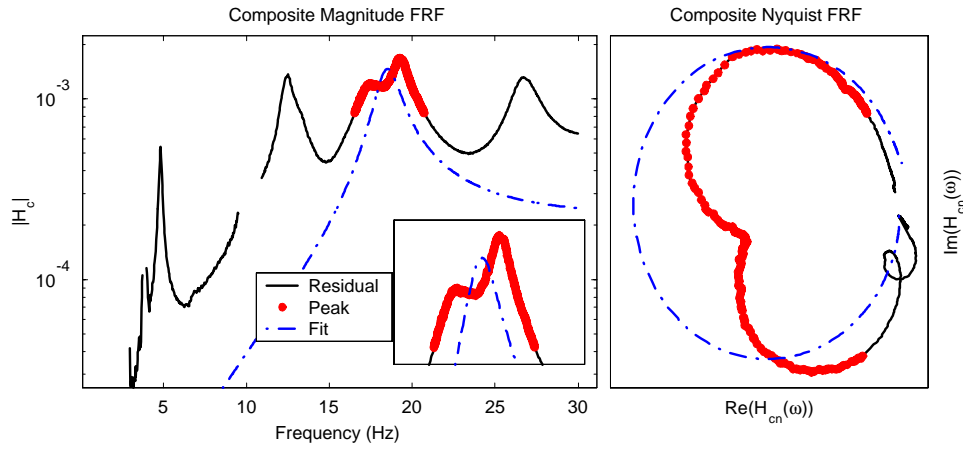 Composite Magnitude FRF
Composite Nyquist FRF
10^-3
10^-4
|H_c|
Residual
Peak
Fit
5
10
15
20
25
30
Frequency (Hz)
Re(H_cn(ω))
Im(H_cn(ω))